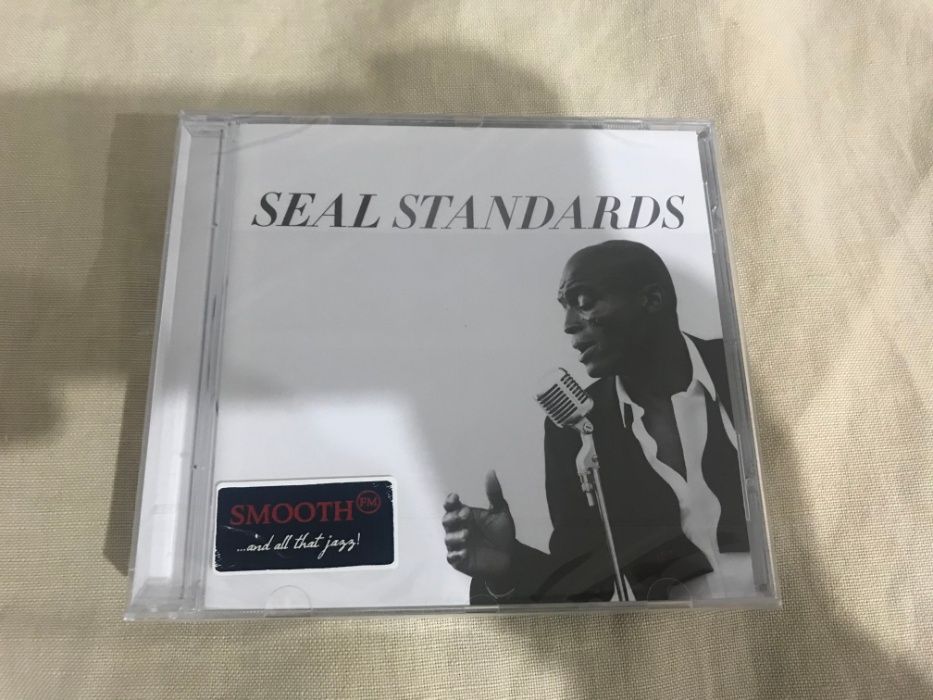 SEAL STANDARDS
SMOOTH FM
...and all that jazz!